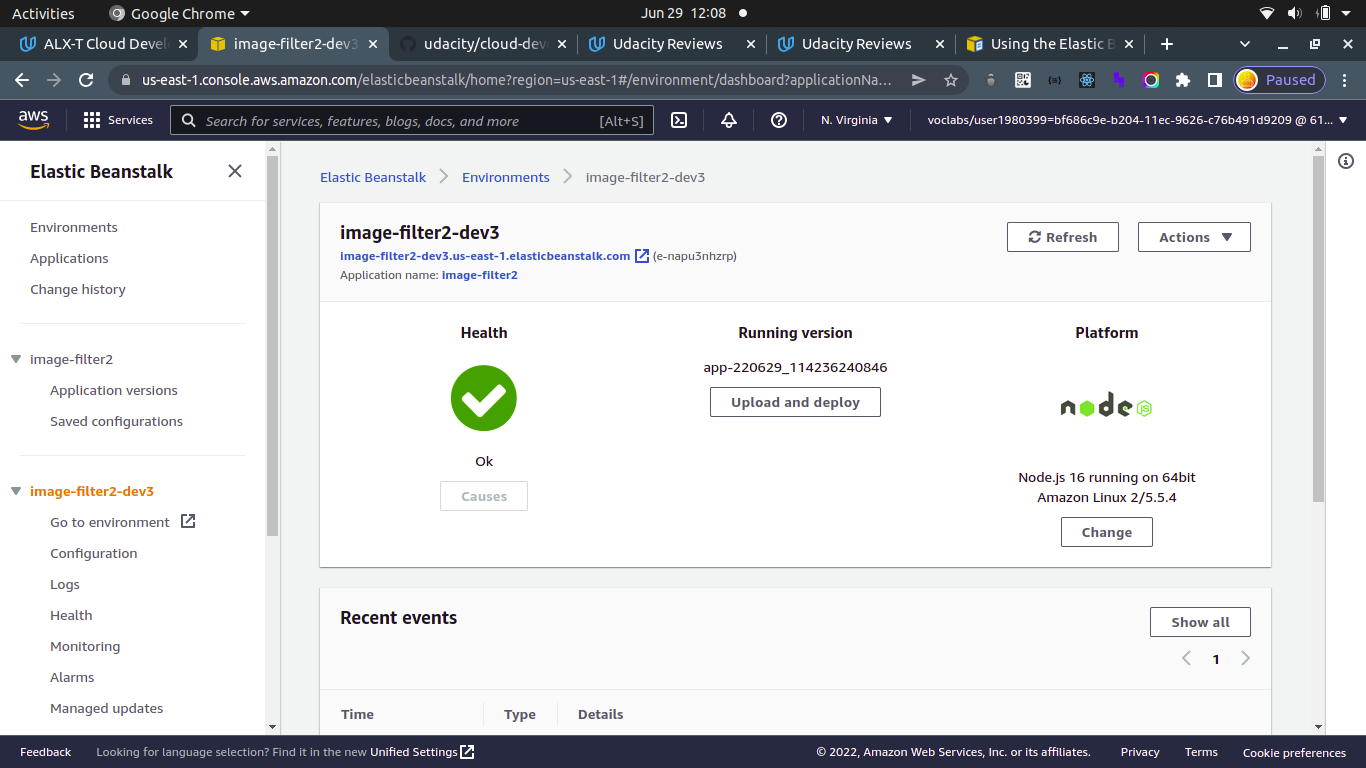 Activities
Google Chrome
Jun 29 12:08
ALX-T Cloud Devel
image-filter2-dev3
udacity/cloud-dev
Udacity Reviews
Udacity Reviews
Using the Elastic B
us-east-1.console.aws.amazon.com/elasticbeanstalk/home?region=us-east-1#/environment/dashboard?applicationNa...
Paused
aws
Services
Search for services, features, blogs, docs, and more
[Alt+S]
N. Virginia
voclabs/user1980399=bf686c9e-b204-11ec-9626-c76b491d9209 @ 61...
Elastic Beanstalk
Environments
Applications
Change history
image-filter2
Application versions
Saved configurations
image-filter2-dev3
Go to environment
Configuration
Logs
Health
Monitoring
Alarms
Managed updates
Elastic Beanstalk
Environments
image-filter2-dev3
image-filter2-dev3
image-filter2-dev3.us-east-1.elasticbeanstalk.com (e-napu3nhzrp)
Application name: image-filter2
Refresh
Actions
Health
Ok
Causes
Running version
app-220629_114236240846
Upload and deploy
Platform
node
JS
Node.js 16 running on 64bit
Amazon Linux 2/5.5.4
Change
Recent events
Show all
1
Time
Type
Details
Feedback
Looking for language selection? Find it in the new Unified Settings
© 2022, Amazon Web Services, Inc. or its affiliates.
Privacy
Terms
Cookie preferences